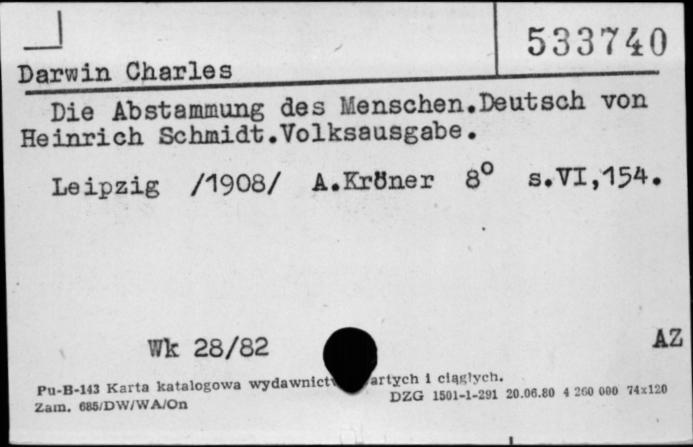 533740
Darwin Charles
Die Abstammung des Menschen.Deutsch von
Heinrich Schmidt.Volksausgabe.
Leipzig /1908/ A.Kröner 8° s.VI,154.
Wk 28/82
AZ
Pu-B-143 Karta katalogowa wydawnict artych i ciągłych.
Zam. 685/DW/WA/On DZG 1501-1-291 20.06.80 4 260 000 74x120